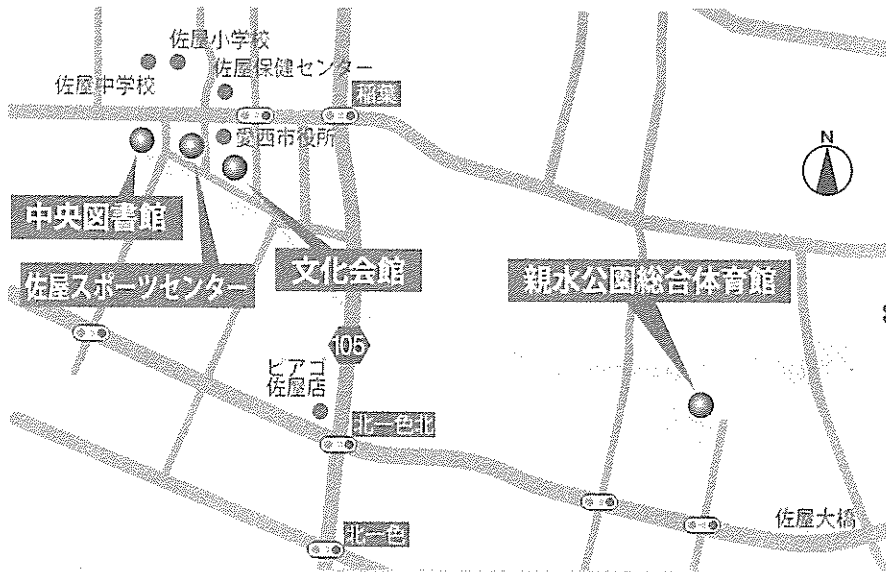 佐屋小学校
佐屋保健センター
佐屋中学校
稲葉
愛西市役所
N
中央図書館
佐屋スポーツセンター
文化会館
親水公園総合体育館
105
ピアゴ
佐屋店
北一色北
佐屋大橋
北一色